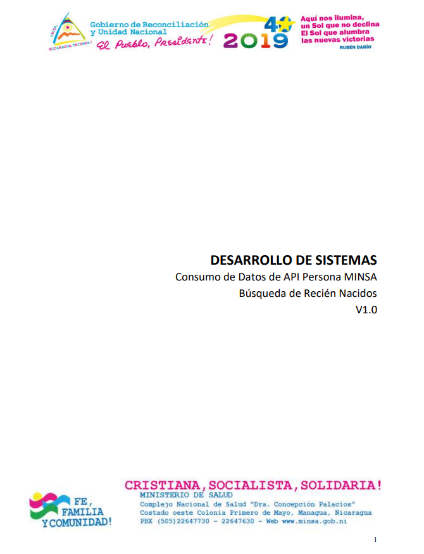 Gobierno de Reconciliación
y Unidad Nacional
El Pueblo, Presidente!
40
2019
Aquí nos ilumina,
un Sol que no declina
El Sol que alumbra
las nuevas victorias
RUBÉN DARÍO
DESARROLLO DE SISTEMAS
Consumo de Datos de API Persona MINSA
Búsqueda de Recién Nacidos
V1.0
FE,
FAMILIA
Y COMUNIDAD!
CRISTIANA, SOCIALISTA, SOLIDARIA!
MINISTERIO DE SALUD
Complejo Nacional de Salud "Dra. Concepción Palacios"
Costado oeste Colonia Primero de Mayo, Managua, Nicaragua
PBX (505)22647730 - 22647630 - Web www.minsa.gob.ni
1